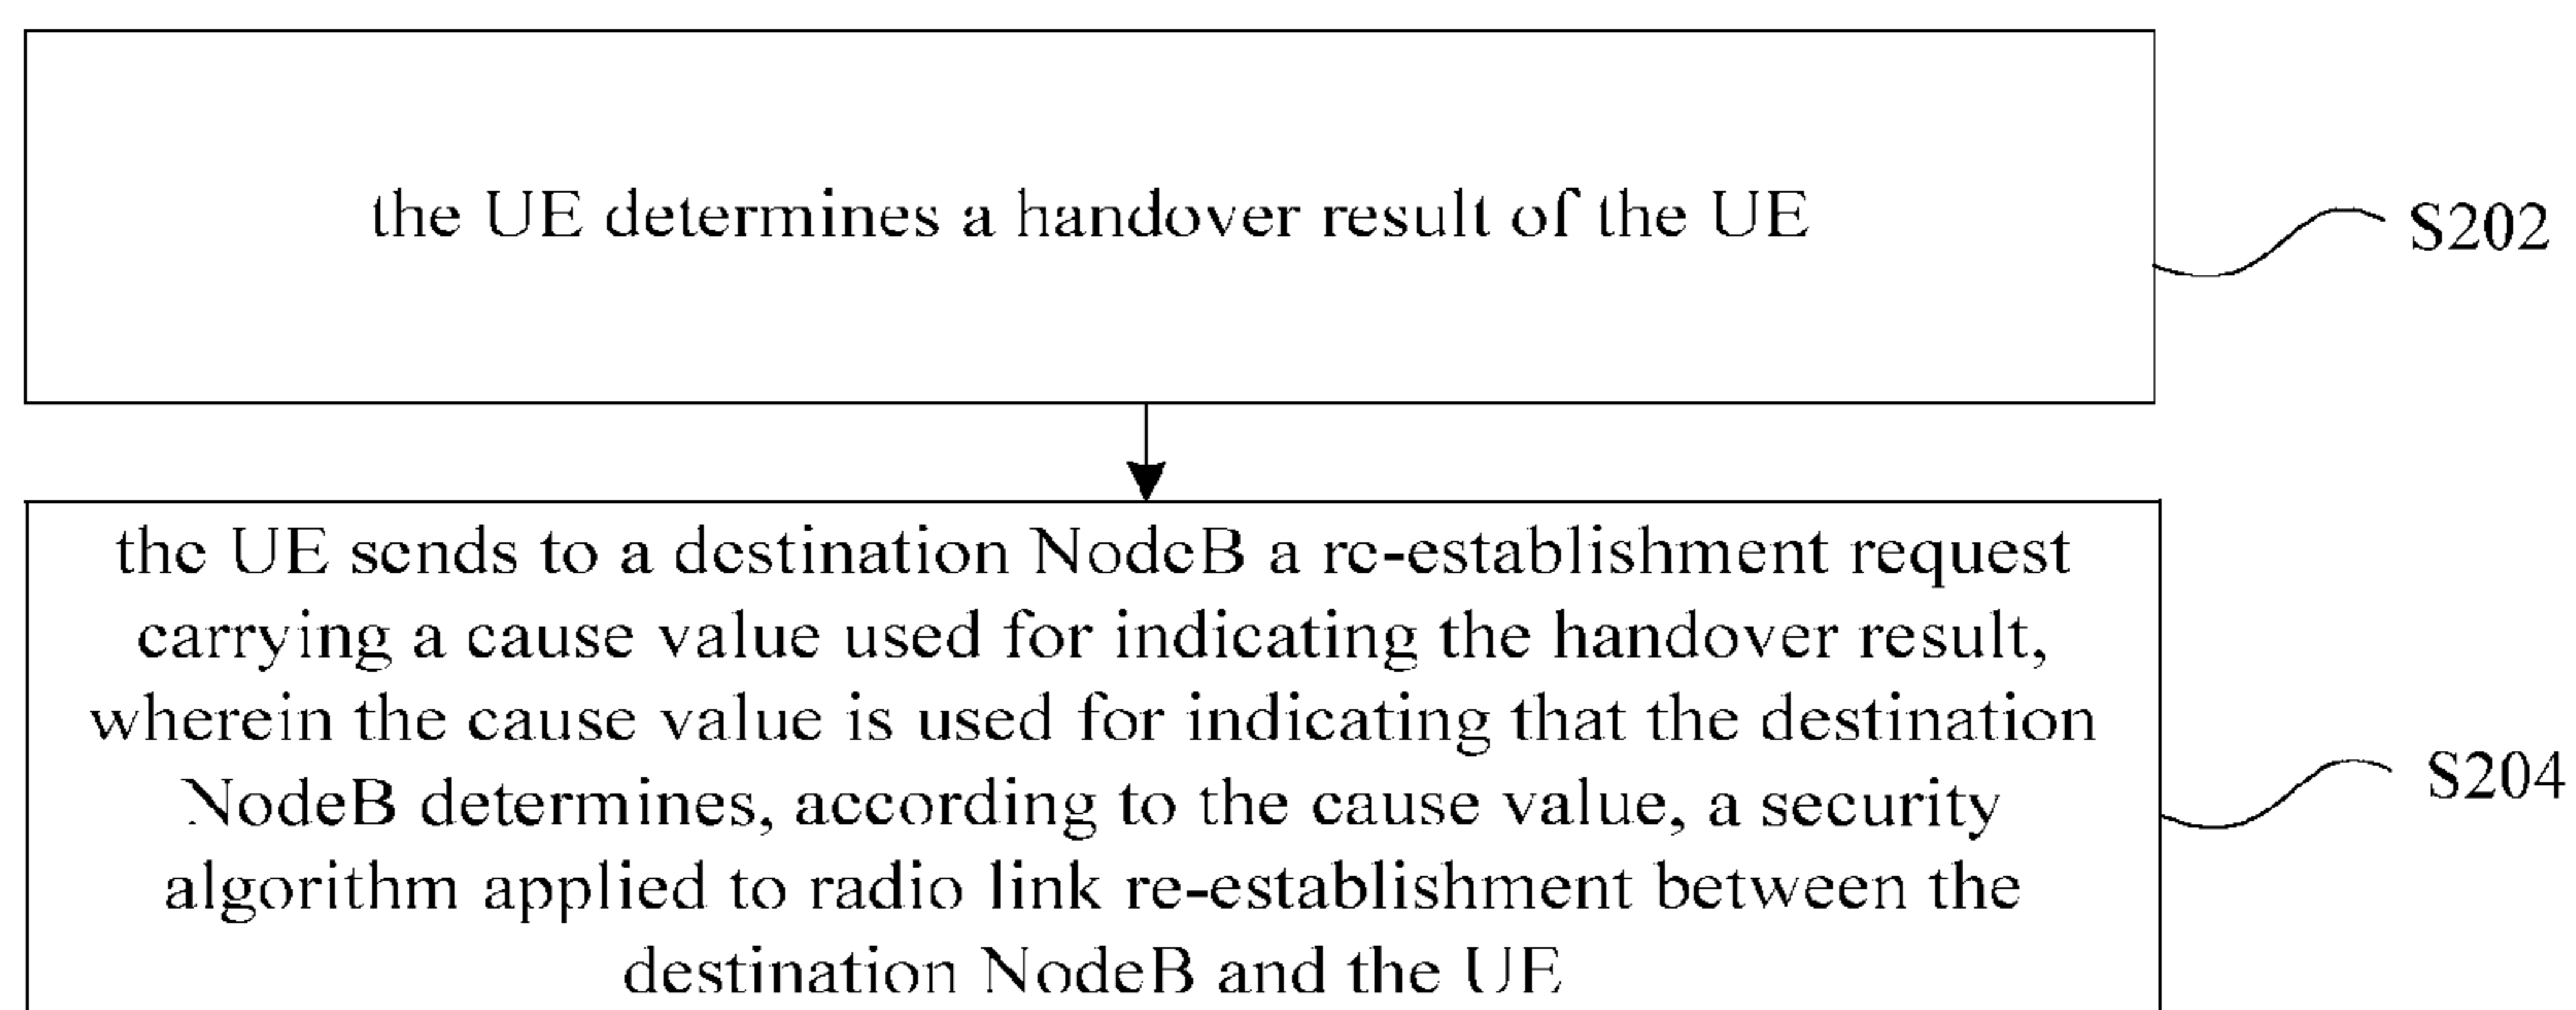 the UE determines a handover result of the UE
S202
the UE sends to a destination NodeB a re-establishment request
carrying a cause value used for indicating the handover result,
wherein the cause value is used for indicating that the destination
NodeB determines, according to the cause value, a security
algorithm applied to radio link re-establishment between the
destination NodeB and the UE
S204